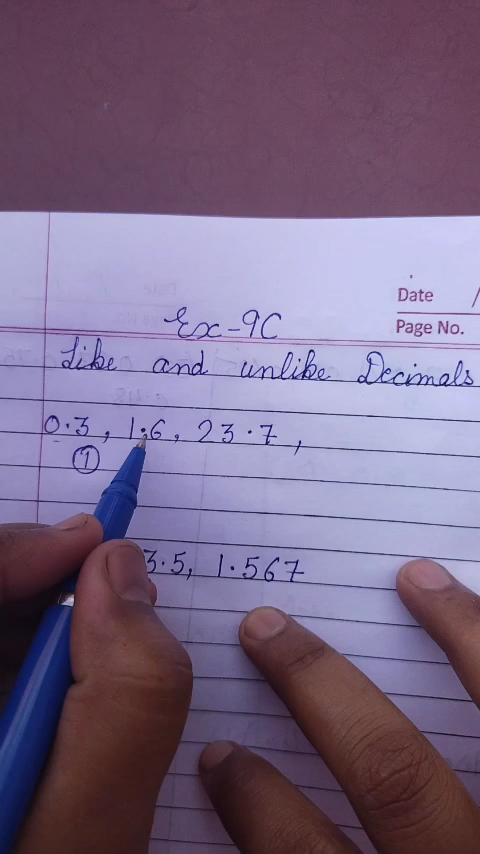 Date /
Page No.
Ex-9C
Like and unlike Decimals
0.3, 1.6, 23.7,
1
3.5, 1.567